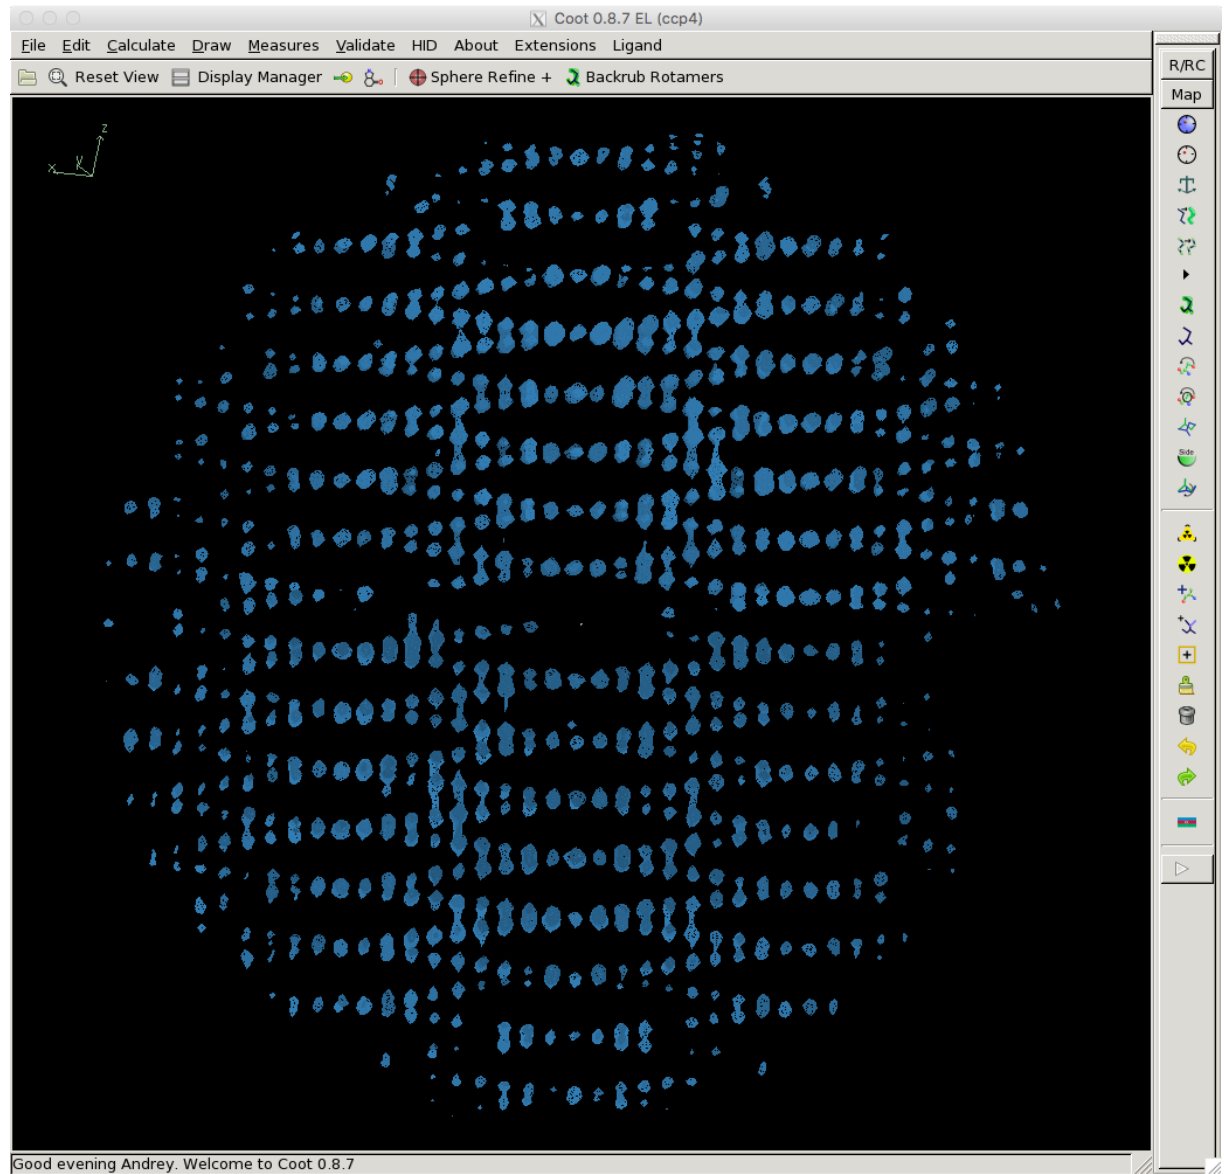 Coot 0.8.7 EL (ccp4)
File Edit Calculate Draw Measures Validate HID About Extensions Ligand
Reset View Display Manager Sphere Refine + Backrub Rotamers
R/RC
Map
z
x y
Side
Good evening Andrey. Welcome to Coot 0.8.7